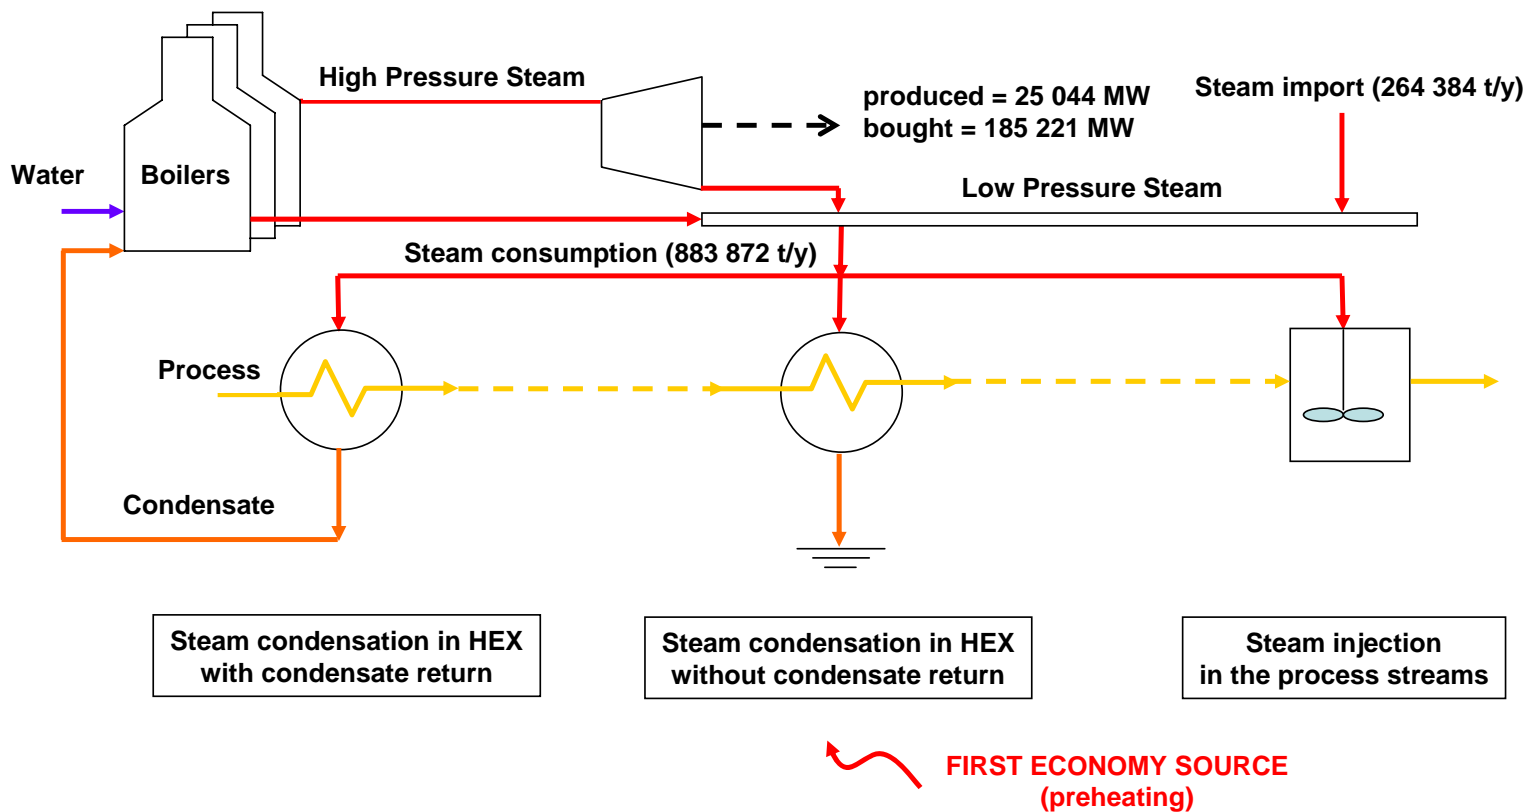 High Pressure Steam
produced = 25 044 MW
bought = 185 221 MW
Steam import (264 384 t/y)
Water
Boilers
Low Pressure Steam
Steam consumption (883 872 t/y)
Process
Condensate
Steam condensation in HEX
with condensate return
Steam condensation in HEX
without condensate return
Steam injection
in the process streams
FIRST ECONOMY SOURCE
(preheating)